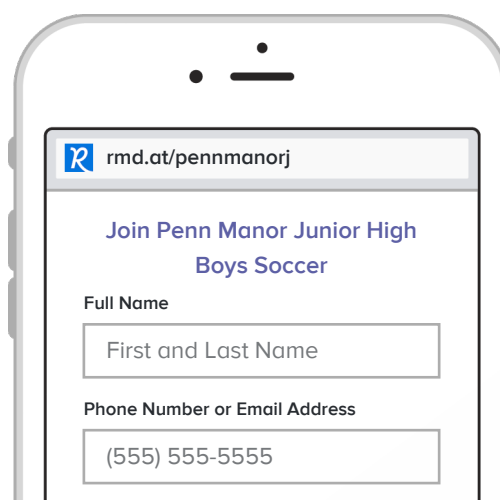 rmd.at/pennmanorj
Join Penn Manor Junior High
Boys Soccer
Full Name
First and Last Name
Phone Number or Email Address
(555) 555-5555